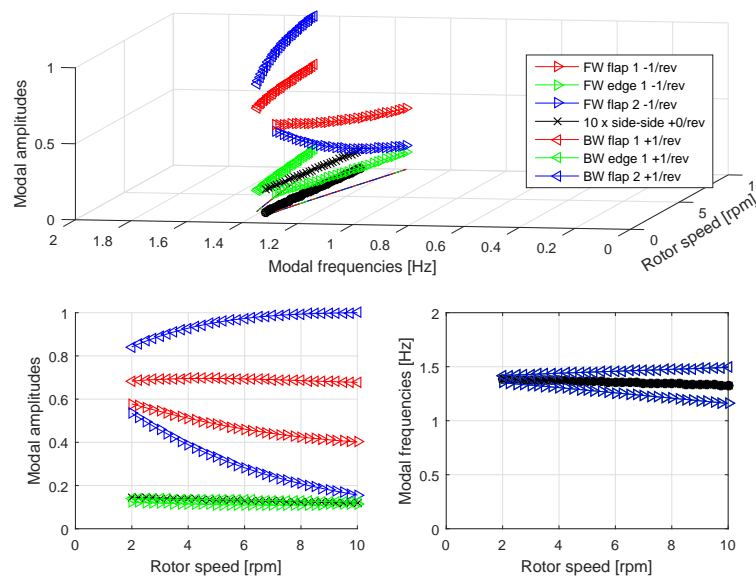 1
0.5
0
Modal amplitudes
2
1.8
1.6
1.4
1.2
1
0.8
0.6
0.4
0.2
0
Modal frequencies [Hz]
0
5
1
Rotor speed [rpm]
FW flap 1 -1/rev
FW edge 1 -1/rev
FW flap 2 -1/rev
10 x side-side +0/rev
BW flap 1 +1/rev
BW edge 1 +1/rev
BW flap 2 +1/rev
1
0.8
0.6
0.4
0.2
0
Modal amplitudes
0
2
4
6
8
10
Rotor speed [rpm]
2
1.5
1
0.5
0
Modal frequencies [Hz]
0
2
4
6
8
10
Rotor speed [rpm]